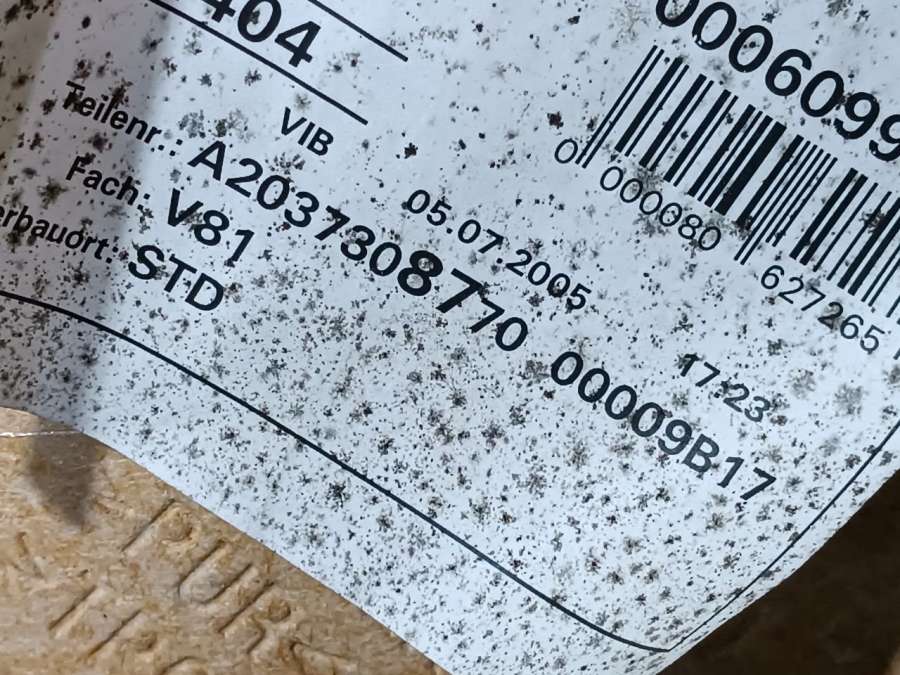 404
VIB
05.07.2005 17:23
Teilenr.: A2037308770 00009B17
Fach: V81
erbauort: STD
0006099
0 000080 627265